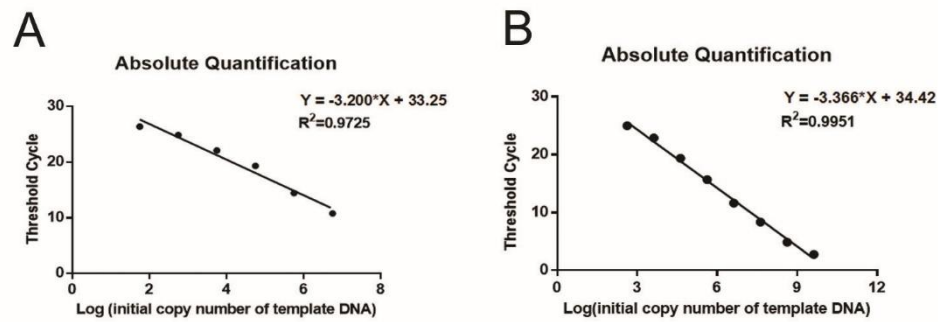 A
Absolute Quantification
Y = -3.200*X + 33.25
R²=0.9725
30
20
10
0
Threshold Cycle
0 2 4 6 8
Log (initial copy number of template DNA)
B
Absolute Quantification
Y = -3.366*X + 34.42
R²=0.9951
30
20
10
0
Threshold Cycle
0 3 6 9 12
Log(initial copy number of template DNA)